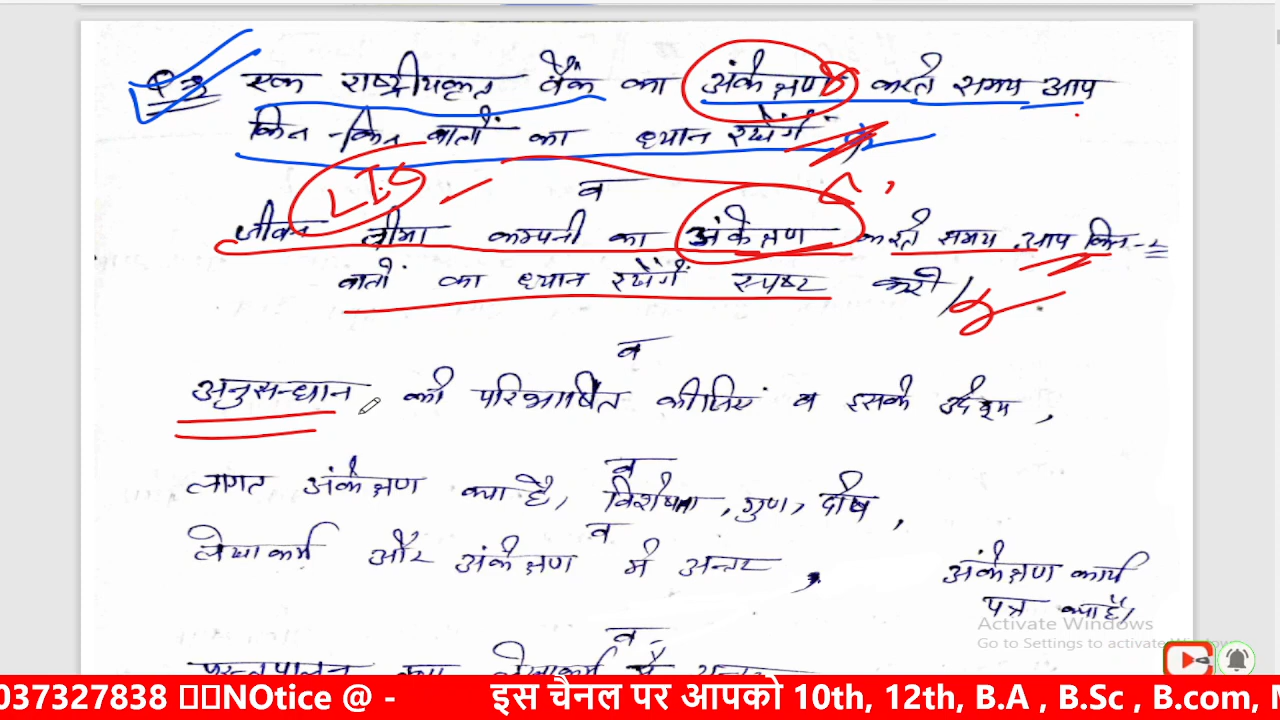 Q.3 एक राष्ट्रीयकृत बैंक का अंकेक्षण करते समय आप
किन-किन बातों का ध्यान रखेंगें
व
LIC
जीवन बीमा कम्पनी का अंकेक्षण करते समय आप किन-२
बातों का ध्यान रखेंगें स्पष्ट करो/
व
अनुसन्धान को परिभाषित कीजिएं व इसके उद्देश्य,
व
लागत अंकेक्षण क्या है, विशेषता, गुण, दोष,
व
लेखाकर्म और अंकेक्षण में अन्तर,
अंकेक्षण कार्य
पत्र क्या है/
Activate Windows
Go to Settings to activate Windows.
व
037327838 NOtice @ - इस चैनल पर आपको 10th, 12th, B.A , B.Sc , B.com, M